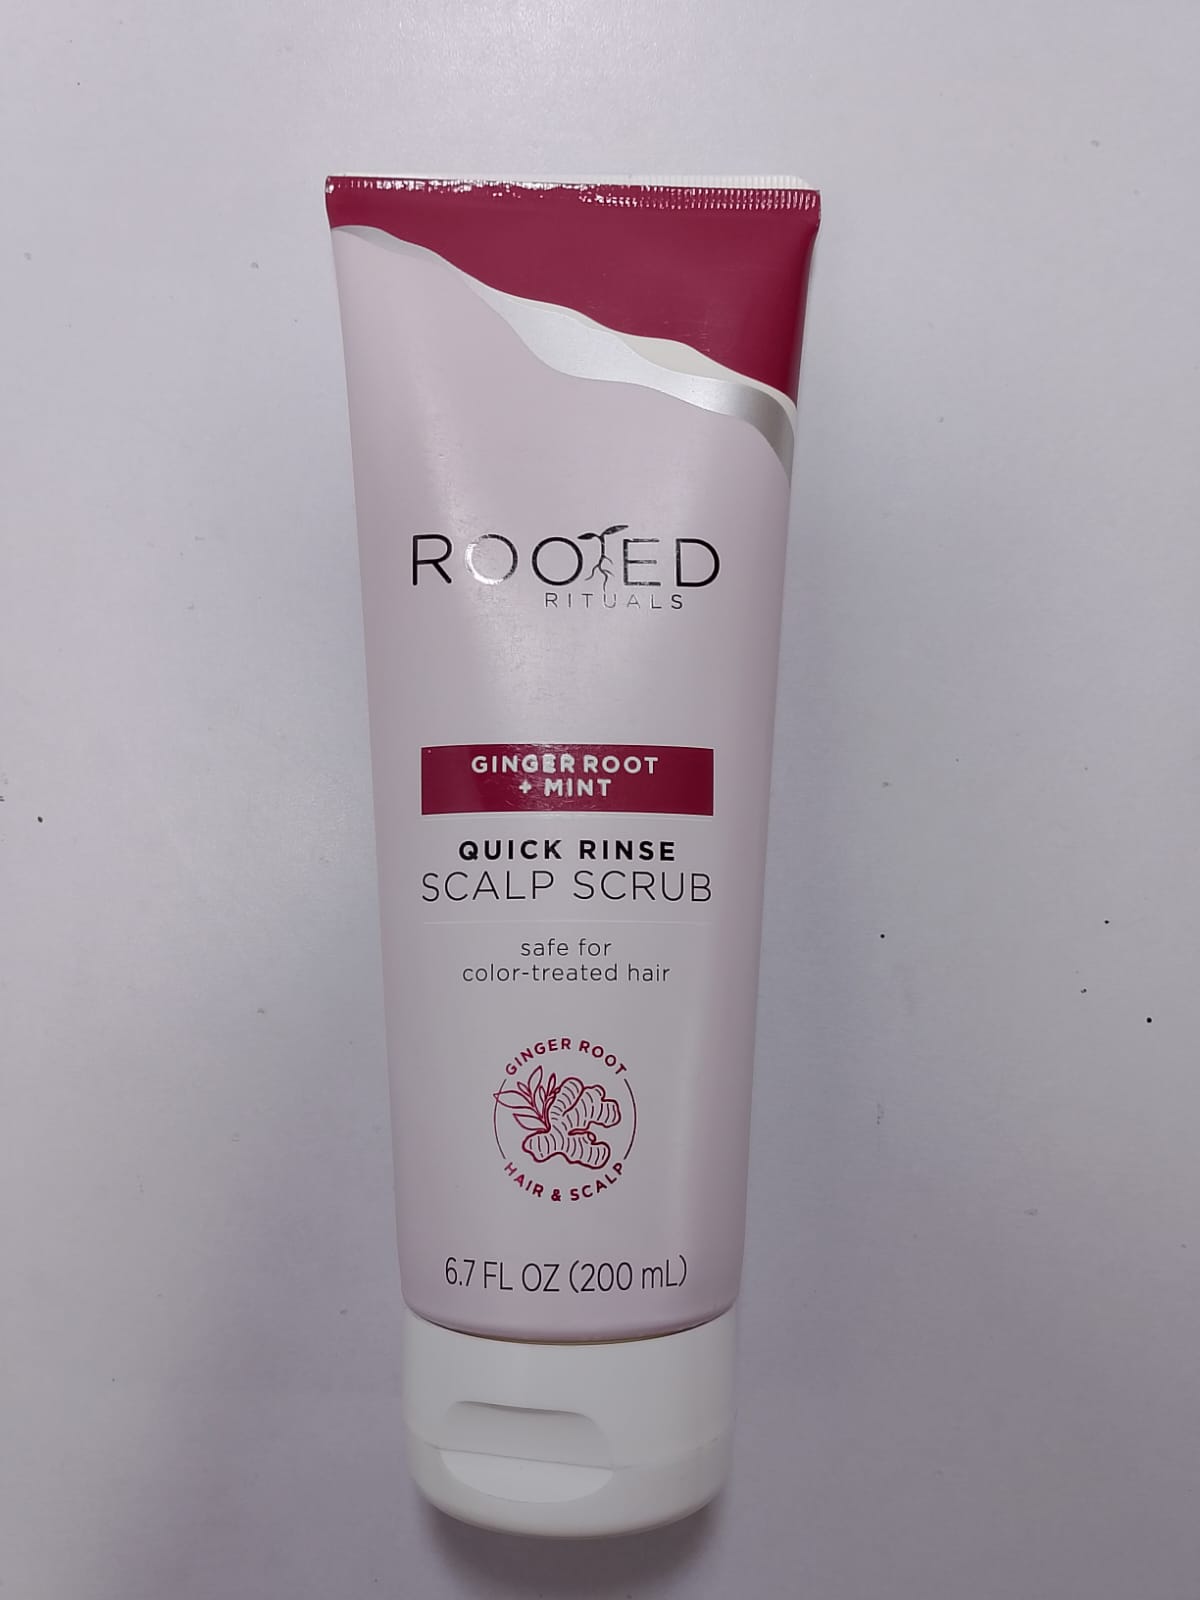 ROOTED
RITUALS
GINGER ROOT
+ MINT
QUICK RINSE
SCALP SCRUB
safe for
color-treated hair
GINGER ROOT
HAIR & SCALP
6.7 FL OZ (200 mL)